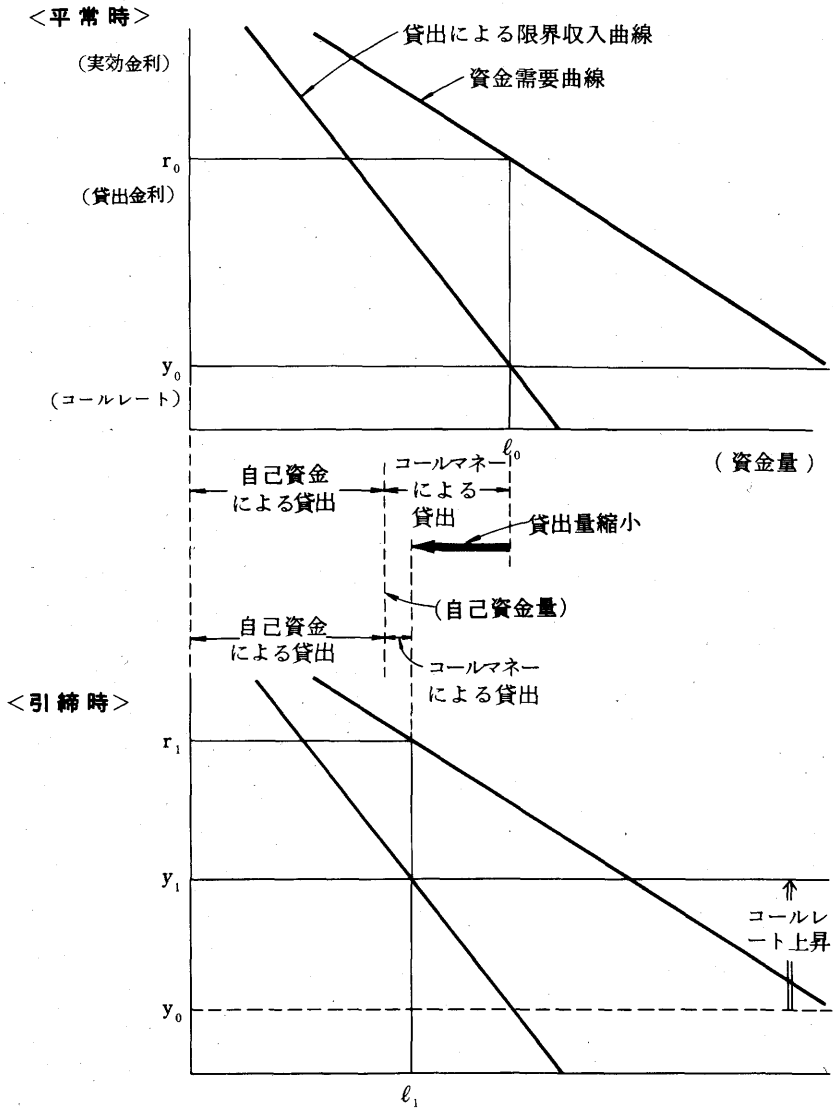 <平常時>
(実効金利)
貸出による限界収入曲線
資金需要曲線
r₀
(貸出金利)
y₀
(コールレート)
ℓ₀
(資金量)
自己資金
による貸出
コールマネー
による
貸出
貸出量縮小
(自己資金量)
自己資金
による貸出
コールマネー
による貸出
<引締時>
r₁
y₁
コールレ
ート上昇
y₀
ℓ₁